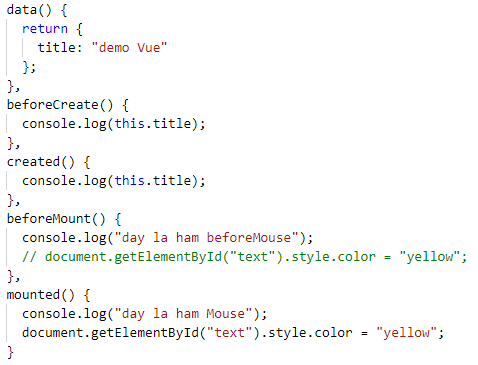 data() {
return {
title: "demo Vue"
};
},
beforeCreate() {
console.log(this.title);
},
created() {
console.log(this.title);
},
beforeMount() {
console.log("day la ham beforeMouse");
// document.getElementById("text").style.color = "yellow";
},
mounted() {
console.log("day la ham Mouse");
document.getElementById("text").style.color = "yellow";
}